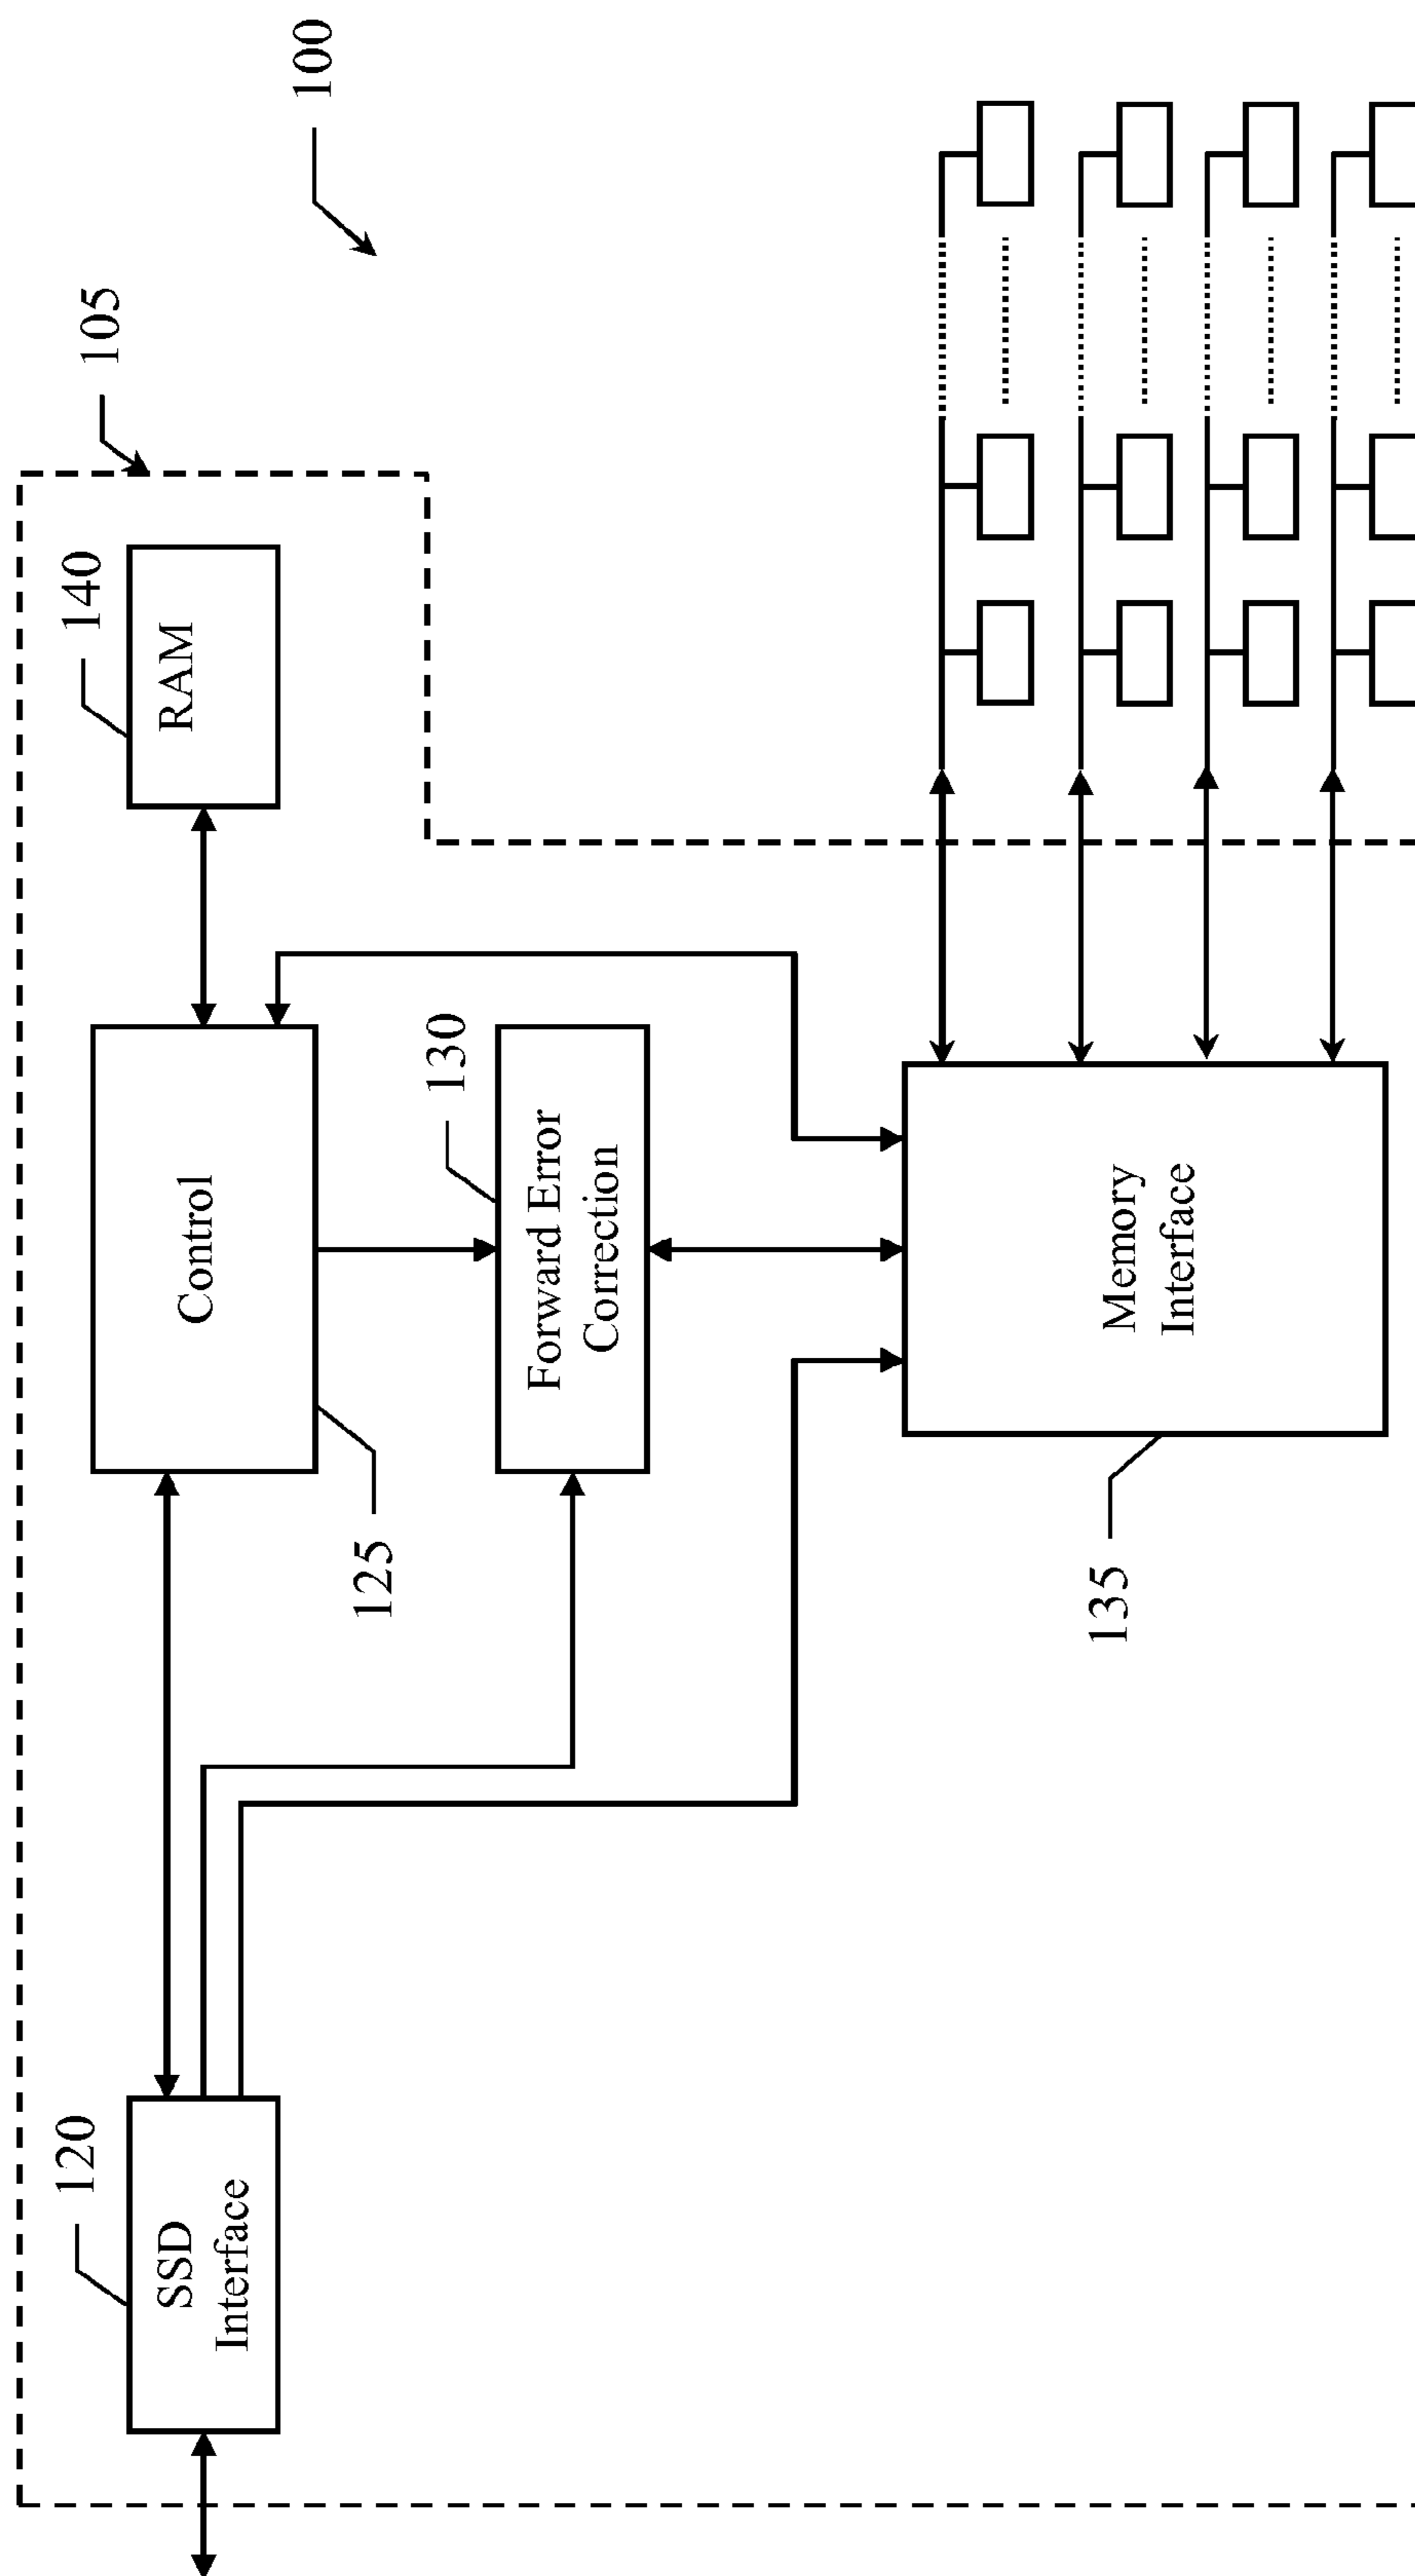 100
105
140
RAM
Control
125
130
Forward Error
Correction
120
SSD
Interface
Memory
Interface
135